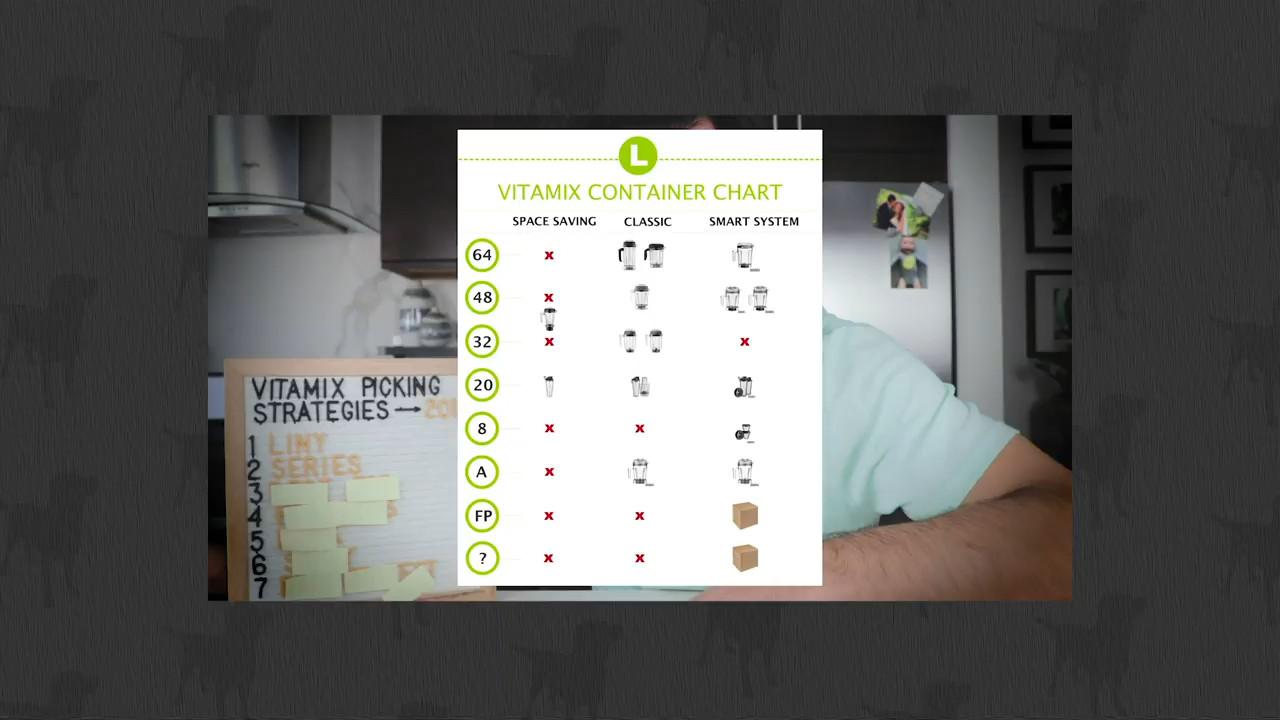 L
VITAMIX CONTAINER CHART
SPACE SAVING CLASSIC SMART SYSTEM
64 x
48 x
32 x x
20
8 x x
A x
FP x x
? x x
VITAMIX PICKING
STRATEGIES →
1 LINY
2 SERIES
3
4
5
6
7